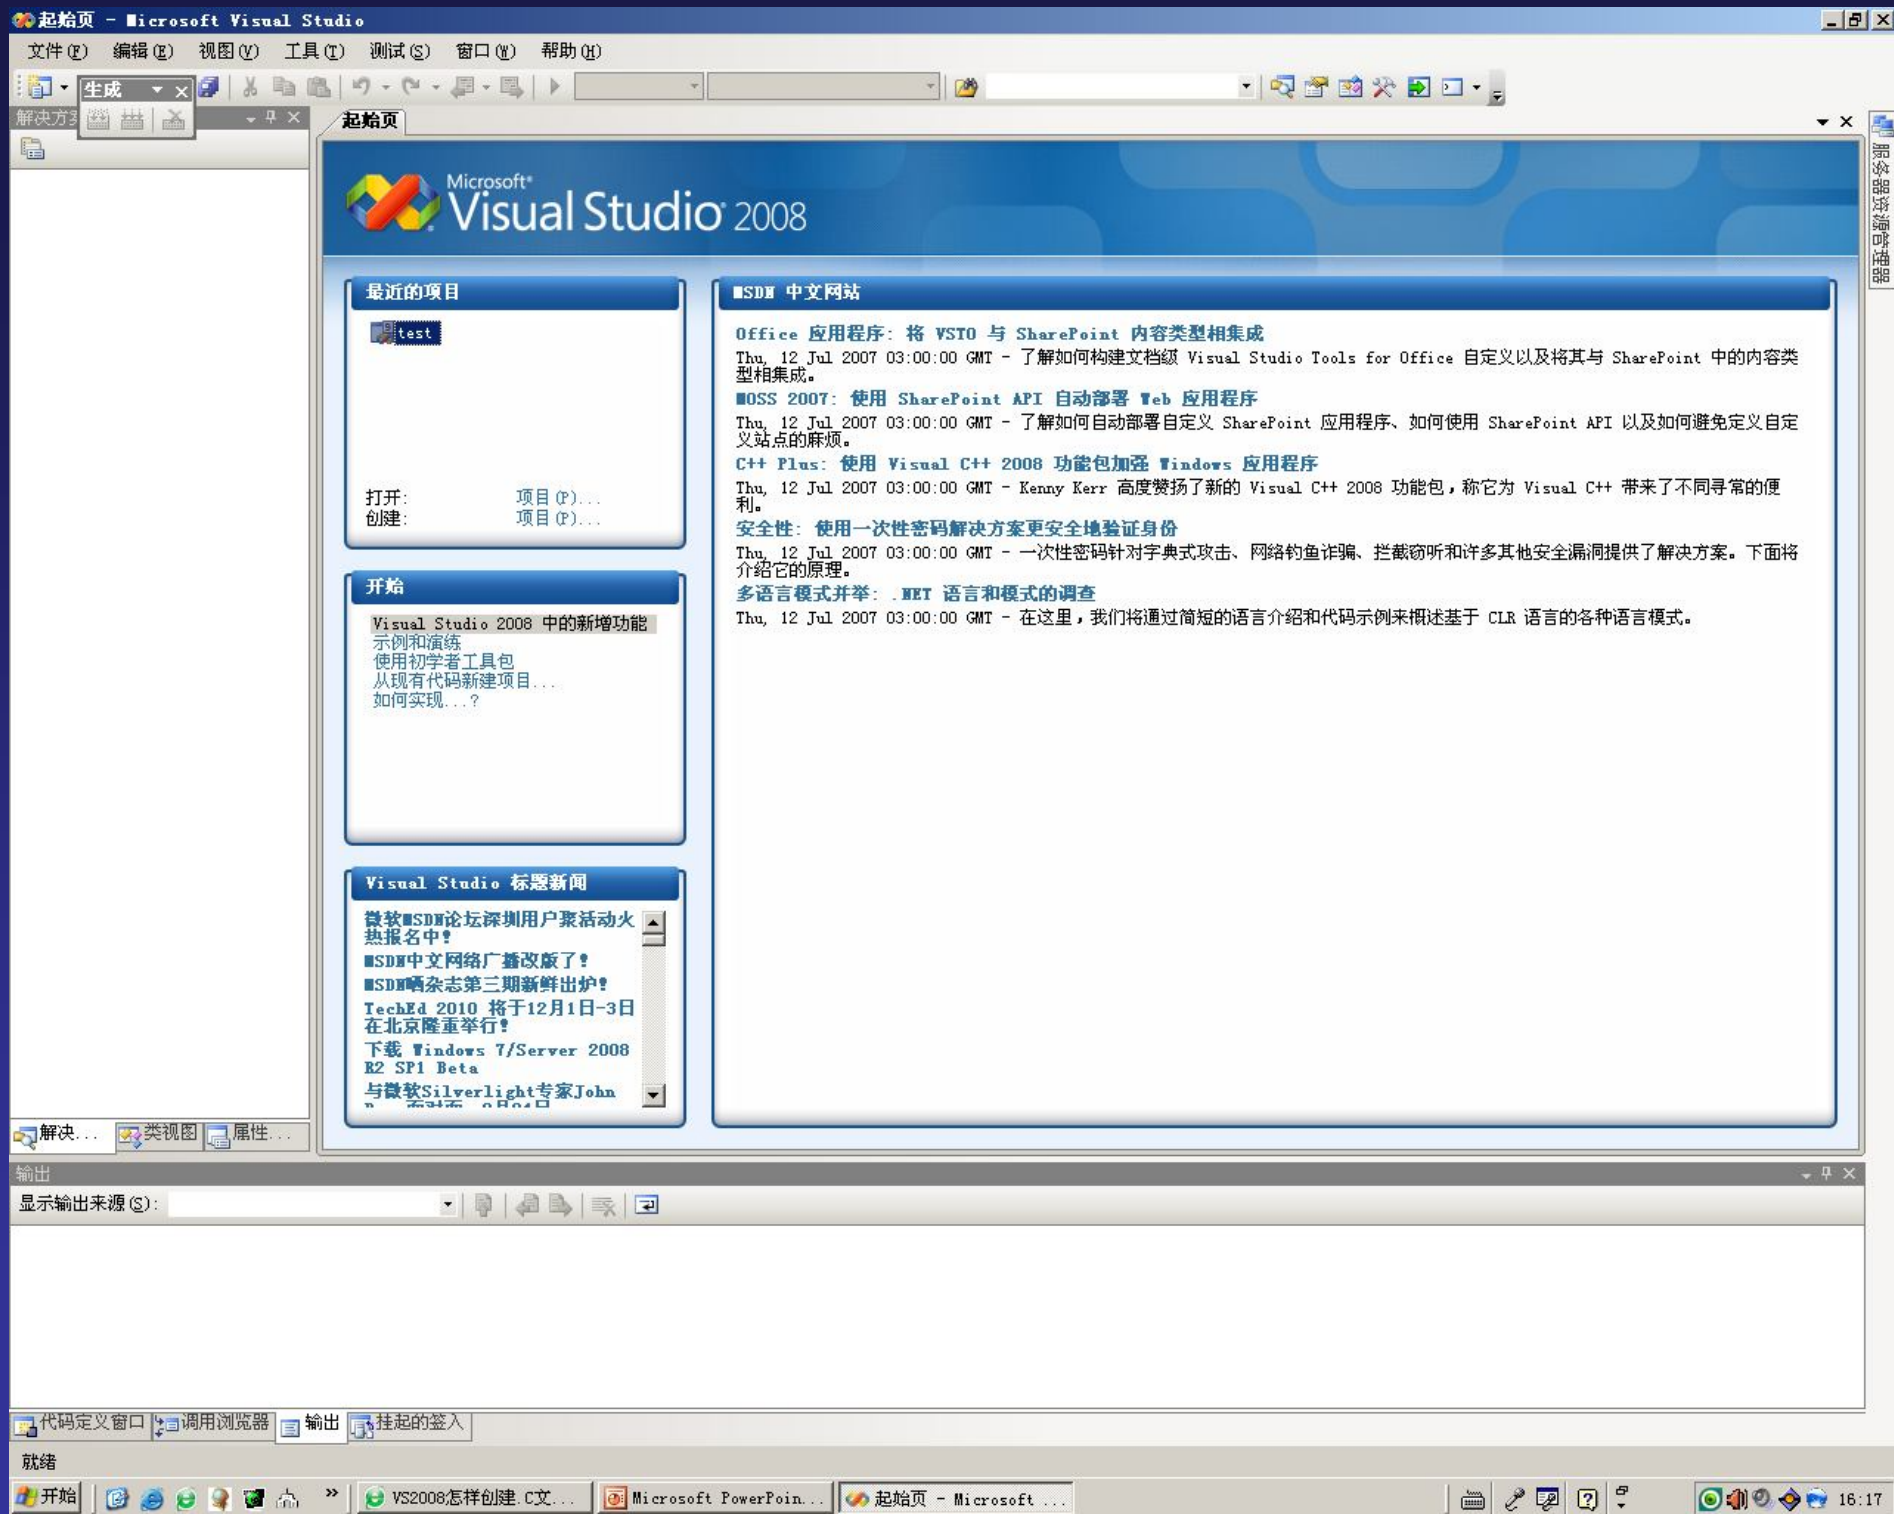 起始页 - Microsoft Visual Studio
文件(F) 编辑(E) 视图(V) 工具(T) 测试(S) 窗口(W) 帮助(H)
生成
解决方
起始页
服务器资源管理器
Microsoft
Visual Studio 2008
最近的项目
test
打开: 项目(P)...
创建: 项目(P)...
开始
Visual Studio 2008 中的新增功能
示例和演练
使用初学者工具包
从现有代码新建项目...
如何实现...?
Visual Studio 标题新闻
微软MSDN论坛深圳用户聚活动火
热报名中!
MSDN中文网络广播改版了!
MSDN哂杂志第三期新鲜出炉!
TechEd 2010 将于12月1日-3日
在北京隆重举行!
下载 Windows 7/Server 2008
R2 SP1 Beta
与微软Silverlight专家John
MSDN 中文网站
Office 应用程序: 将 VSTO 与 SharePoint 内容类型相集成
Thu, 12 Jul 2007 03:00:00 GMT - 了解如何构建文档级 Visual Studio Tools for Office 自定义以及将其与 SharePoint 中的内容类
型相集成。
MOSS 2007: 使用 SharePoint API 自动部署 Web 应用程序
Thu, 12 Jul 2007 03:00:00 GMT - 了解如何自动部署自定义 SharePoint 应用程序、如何使用 SharePoint API 以及如何避免定义自定
义站点的麻烦。
C++ Plus: 使用 Visual C++ 2008 功能包加强 Windows 应用程序
Thu, 12 Jul 2007 03:00:00 GMT - Kenny Kerr 高度赞扬了新的 Visual C++ 2008 功能包,称它为 Visual C++ 带来了不同寻常的便
利。
安全性: 使用一次性密码解决方案更安全地验证身份
Thu, 12 Jul 2007 03:00:00 GMT - 一次性密码针对字典式攻击、网络钓鱼诈骗、拦截窃听和许多其他安全漏洞提供了解决方案。下面将
介绍它的原理。
多语言模式并举: .NET 语言和模式的调查
Thu, 12 Jul 2007 03:00:00 GMT - 在这里,我们将通过简短的语言介绍和代码示例来概述基于 CLR 语言的各种语言模式。
解决... 类视图 属性...
输出
显示输出来源(S):
代码定义窗口 调用浏览器 输出 挂起的签入
就绪
开始 VS2008怎样创建.C文... Microsoft PowerPoin... 起始页 - Microsoft ... 16:17